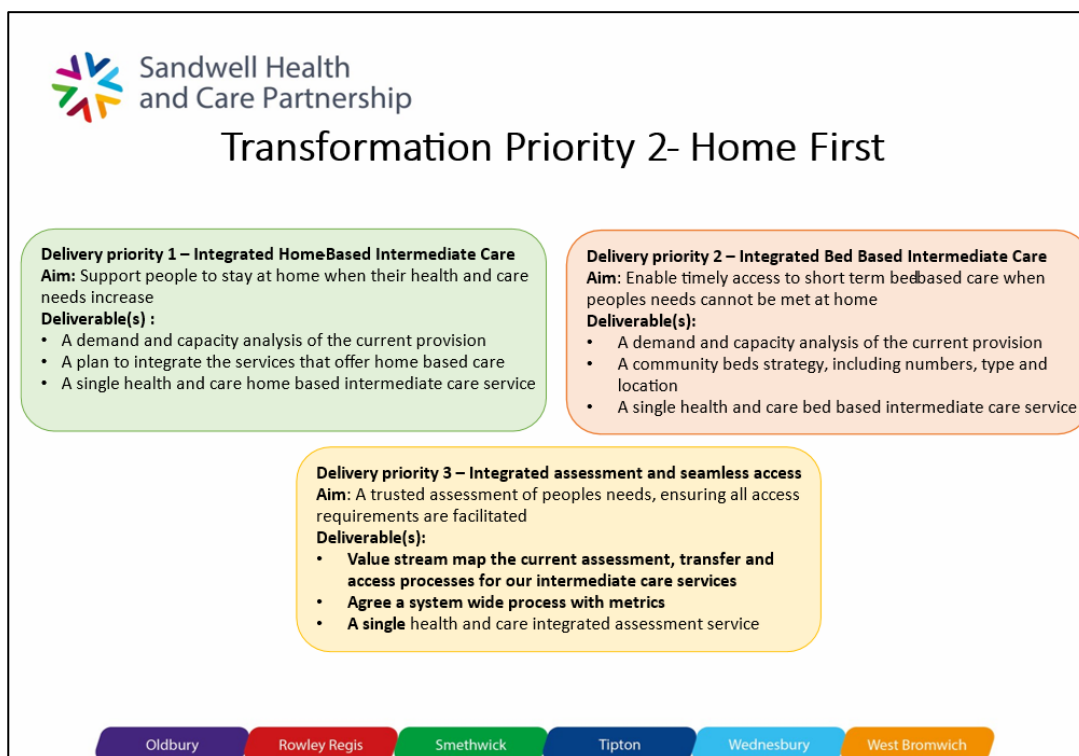 Sandwell Health
and Care Partnership
Transformation Priority 2- Home First
Delivery priority 1 – Integrated Home-Based Intermediate Care
Aim: Support people to stay at home when their health and care
needs increase
Deliverable(s) :
• A demand and capacity analysis of the current provision
• A plan to integrate the services that offer home based care
• A single health and care home based intermediate care service
Delivery priority 2 – Integrated Bed Based Intermediate Care
Aim: Enable timely access to short term bed-based care when
peoples needs cannot be met at home
Deliverable(s):
• A demand and capacity analysis of the current provision
• A community beds strategy, including numbers, type and
location
• A single health and care bed based intermediate care service
Delivery priority 3 – Integrated assessment and seamless access
Aim: A trusted assessment of peoples needs, ensuring all access
requirements are facilitated
Deliverable(s):
• Value stream map the current assessment, transfer and
access processes for our intermediate care services
• Agree a system wide process with metrics
• A single health and care integrated assessment service
Oldbury
Rowley Regis
Smethwick
Tipton
Wednesbury
West Bromwich